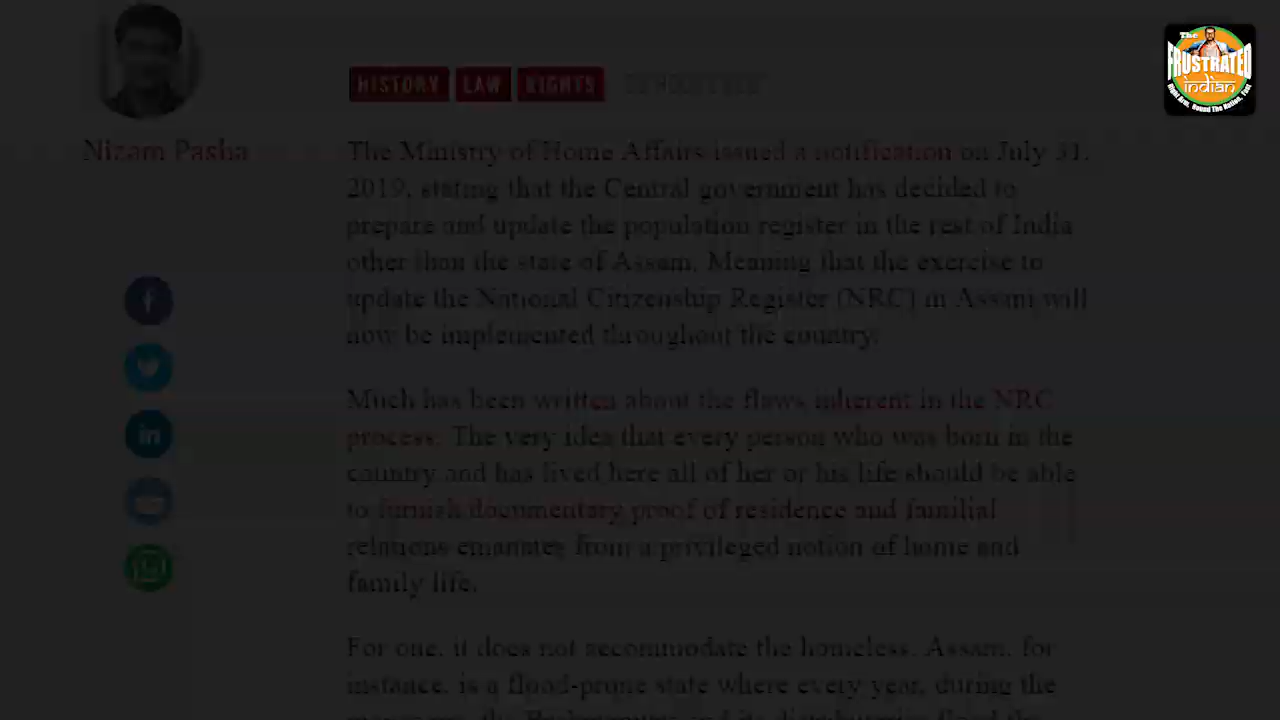 The
FRUSTRATED
indian
HISTORY LAW RIGHTS
Nizam Pasha
The Ministry of Home Affairs issued a notification on July 31,
2019, stating that the Central government has decided to
prepare and update the population register in the rest of India
other than the state of Assam. Meaning that the exercise to
update the National Citizenship Register (NRC) in Assam will
now be implemented throughout the country.
Much has been written about the flaws inherent in the NRC
process. The very idea that every person who was born in the
country and has lived here all of her or his life should be able
to furnish documentary proof of residence and familial
relations emanates from a privileged notion of home and
family life.
For one, it does not accommodate the homeless. Assam, for
instance, is a flood-prone state where every year, during the